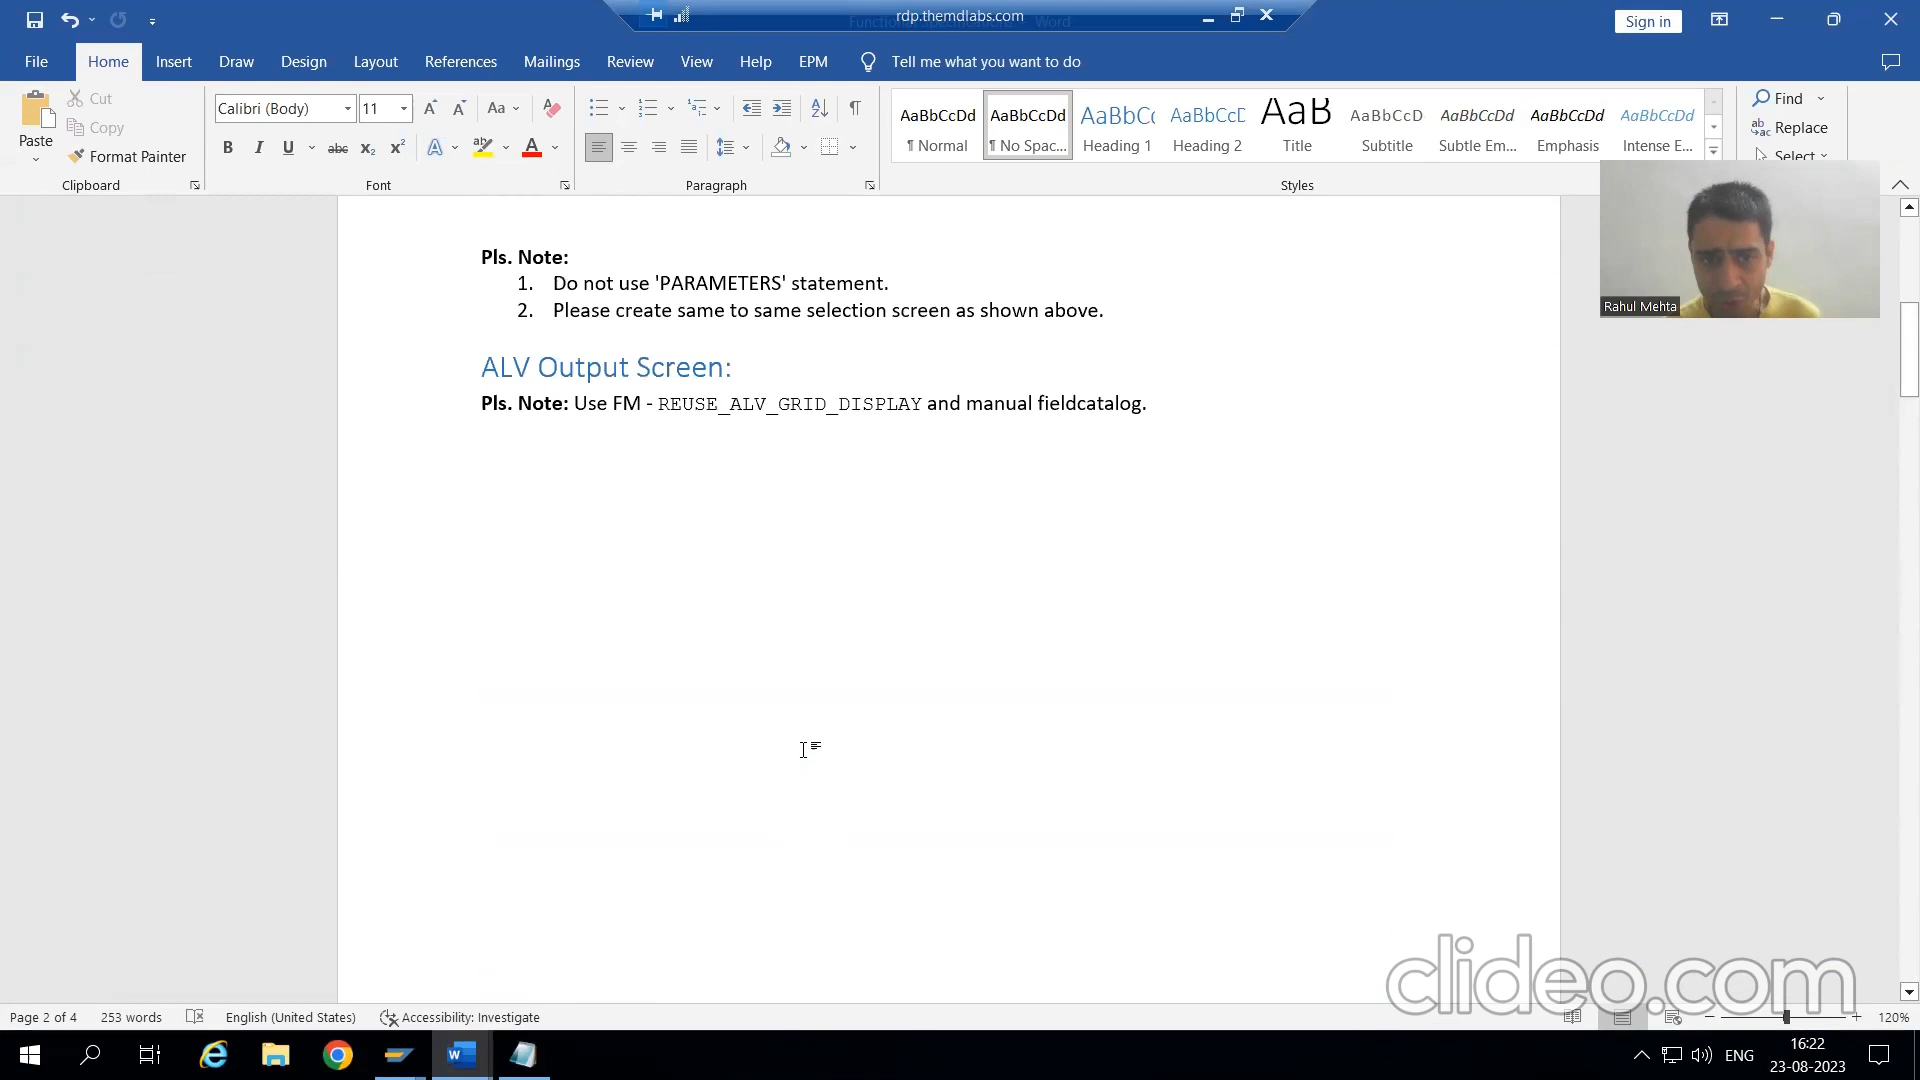 rdp.themdlabs.com
Word
Sign in
File Home Insert Draw Design Layout References Mailings Review View Help EPM Tell me what you want to do
Paste
Cut
Copy
Format Painter
Clipboard
Calibri (Body) 11
Font
Paragraph
AaBbCcDd ¶ Normal
AaBbCcDd ¶ No Spac...
AaBbCc Heading 1
AaBbCcD Heading 2
AaB Title
AaBbCcD Subtitle
AaBbCcDd Subtle Em...
AaBbCcDd Emphasis
AaBbCcDd Intense E...
Styles
Find
Replace
Select
Rahul Mehta
Pls. Note:
1. Do not use 'PARAMETERS' statement.
2. Please create same to same selection screen as shown above.
ALV Output Screen:
Pls. Note: Use FM - REUSE_ALV_GRID_DISPLAY and manual fieldcatalog.
clideo.com
Page 2 of 4 253 words English (United States) Accessibility: Investigate 120%
ENG
16:22
23-08-2023